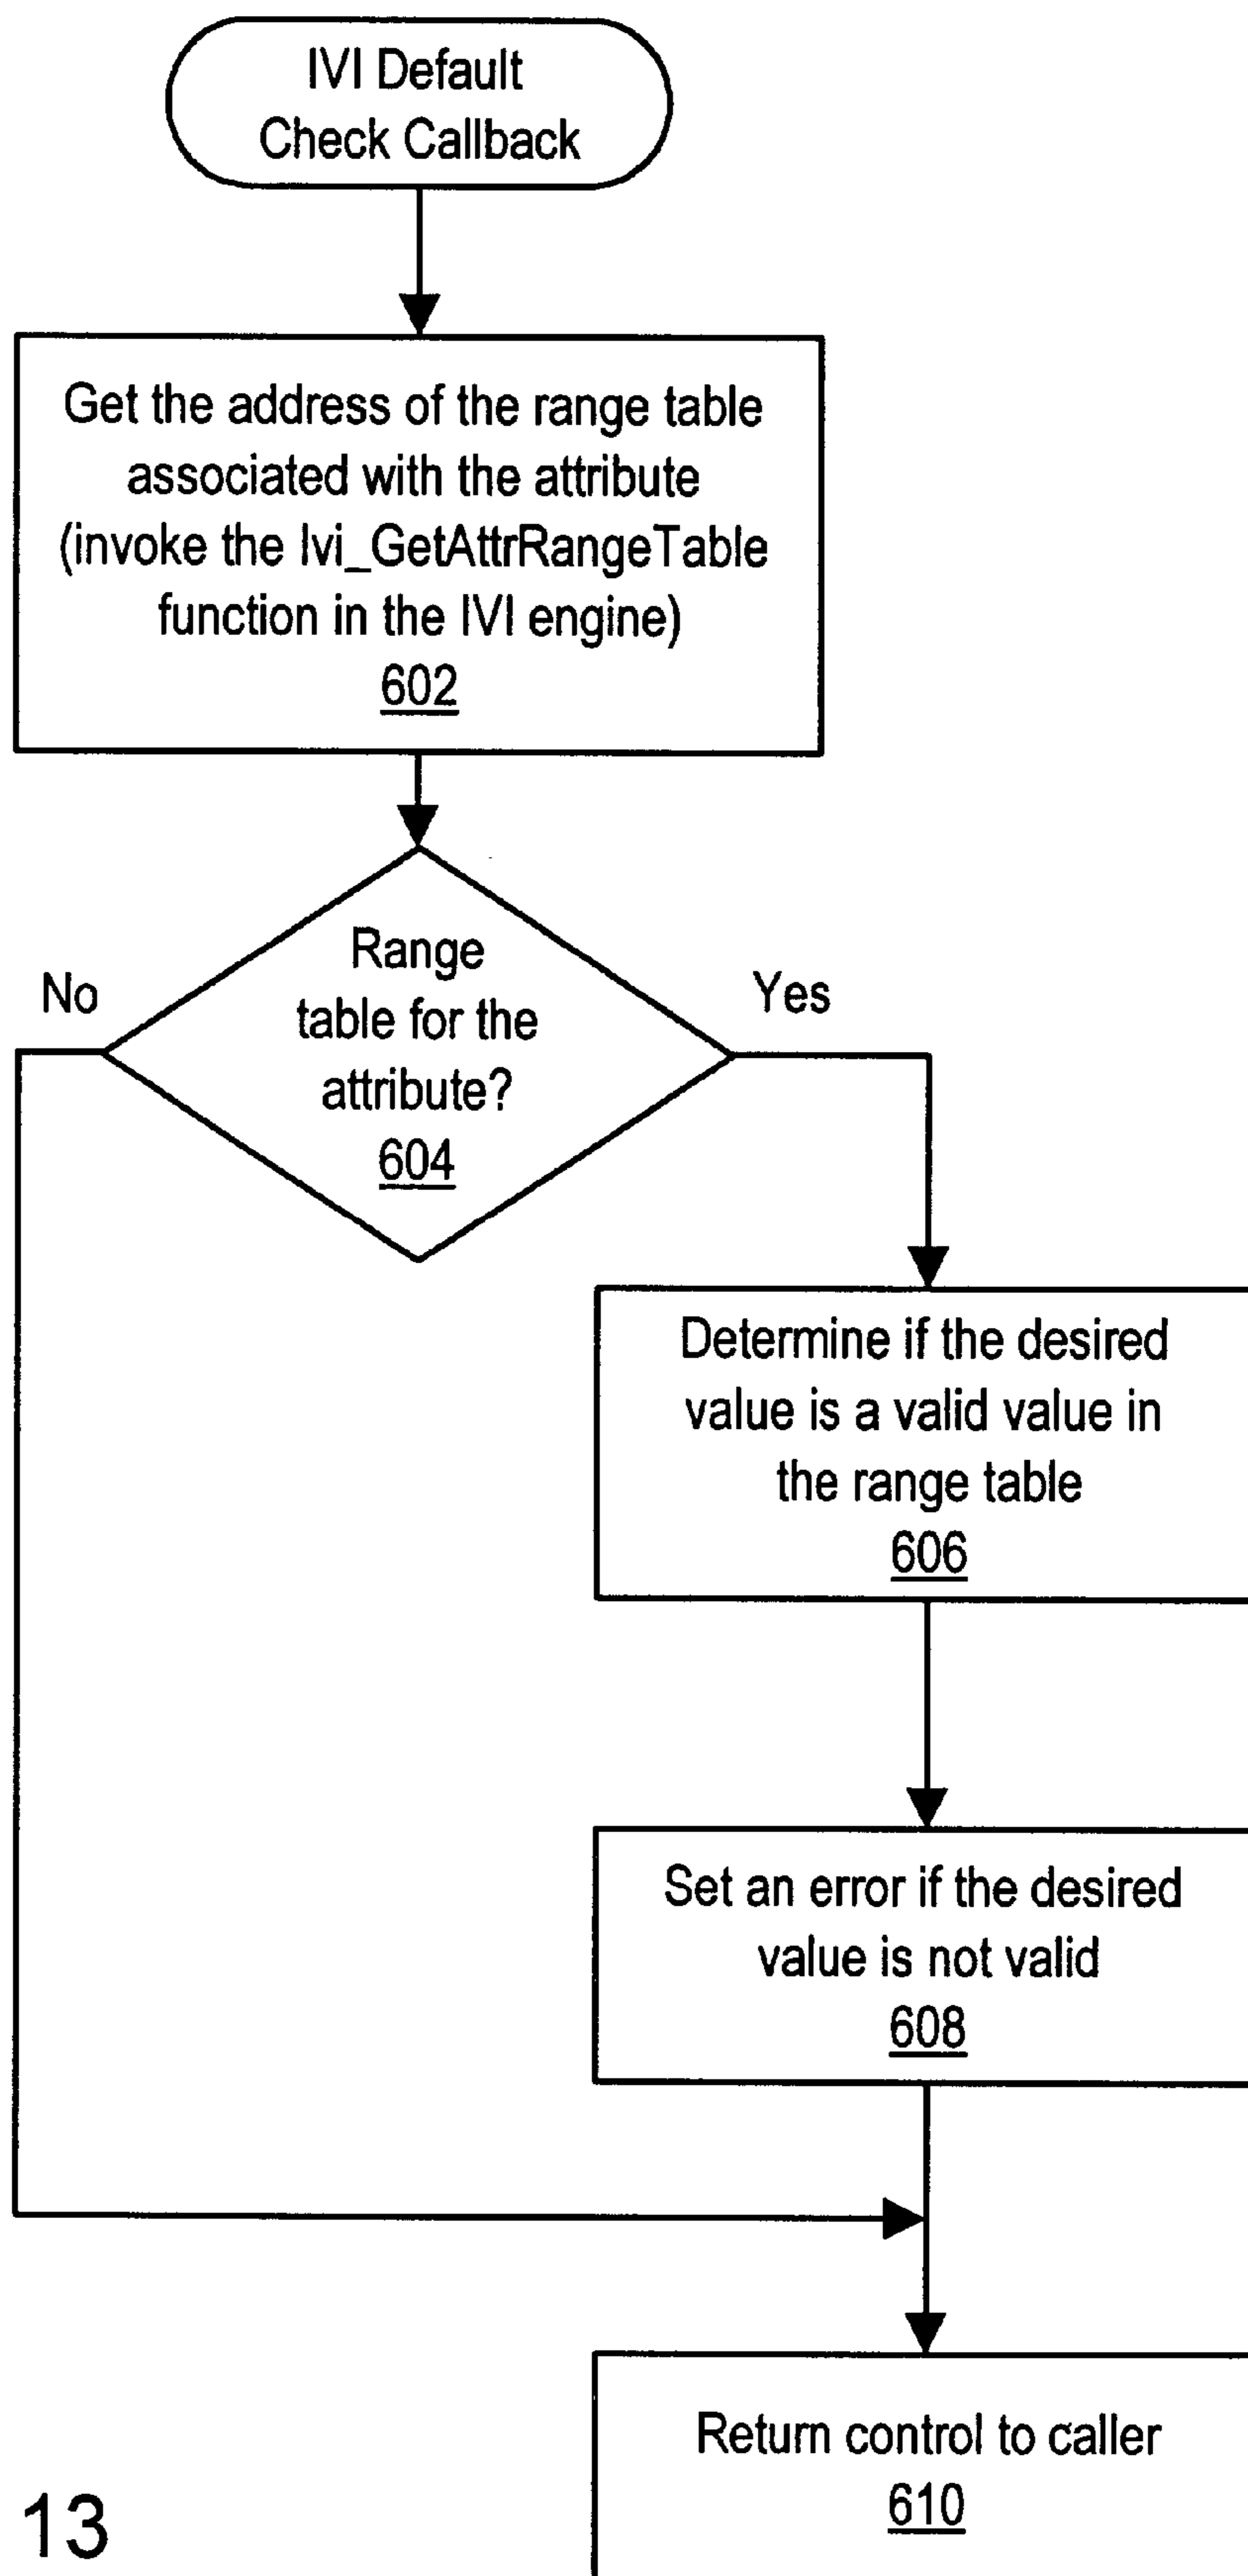 IVI Default
Check Callback
Get the address of the range table
associated with the attribute
(invoke the Ivi_GetAttrRangeTable
function in the IVI engine)
602
Range
table for the
attribute?
604
No
Yes
Determine if the desired
value is a valid value in
the range table
606
Set an error if the desired
value is not valid
608
Return control to caller
610
13